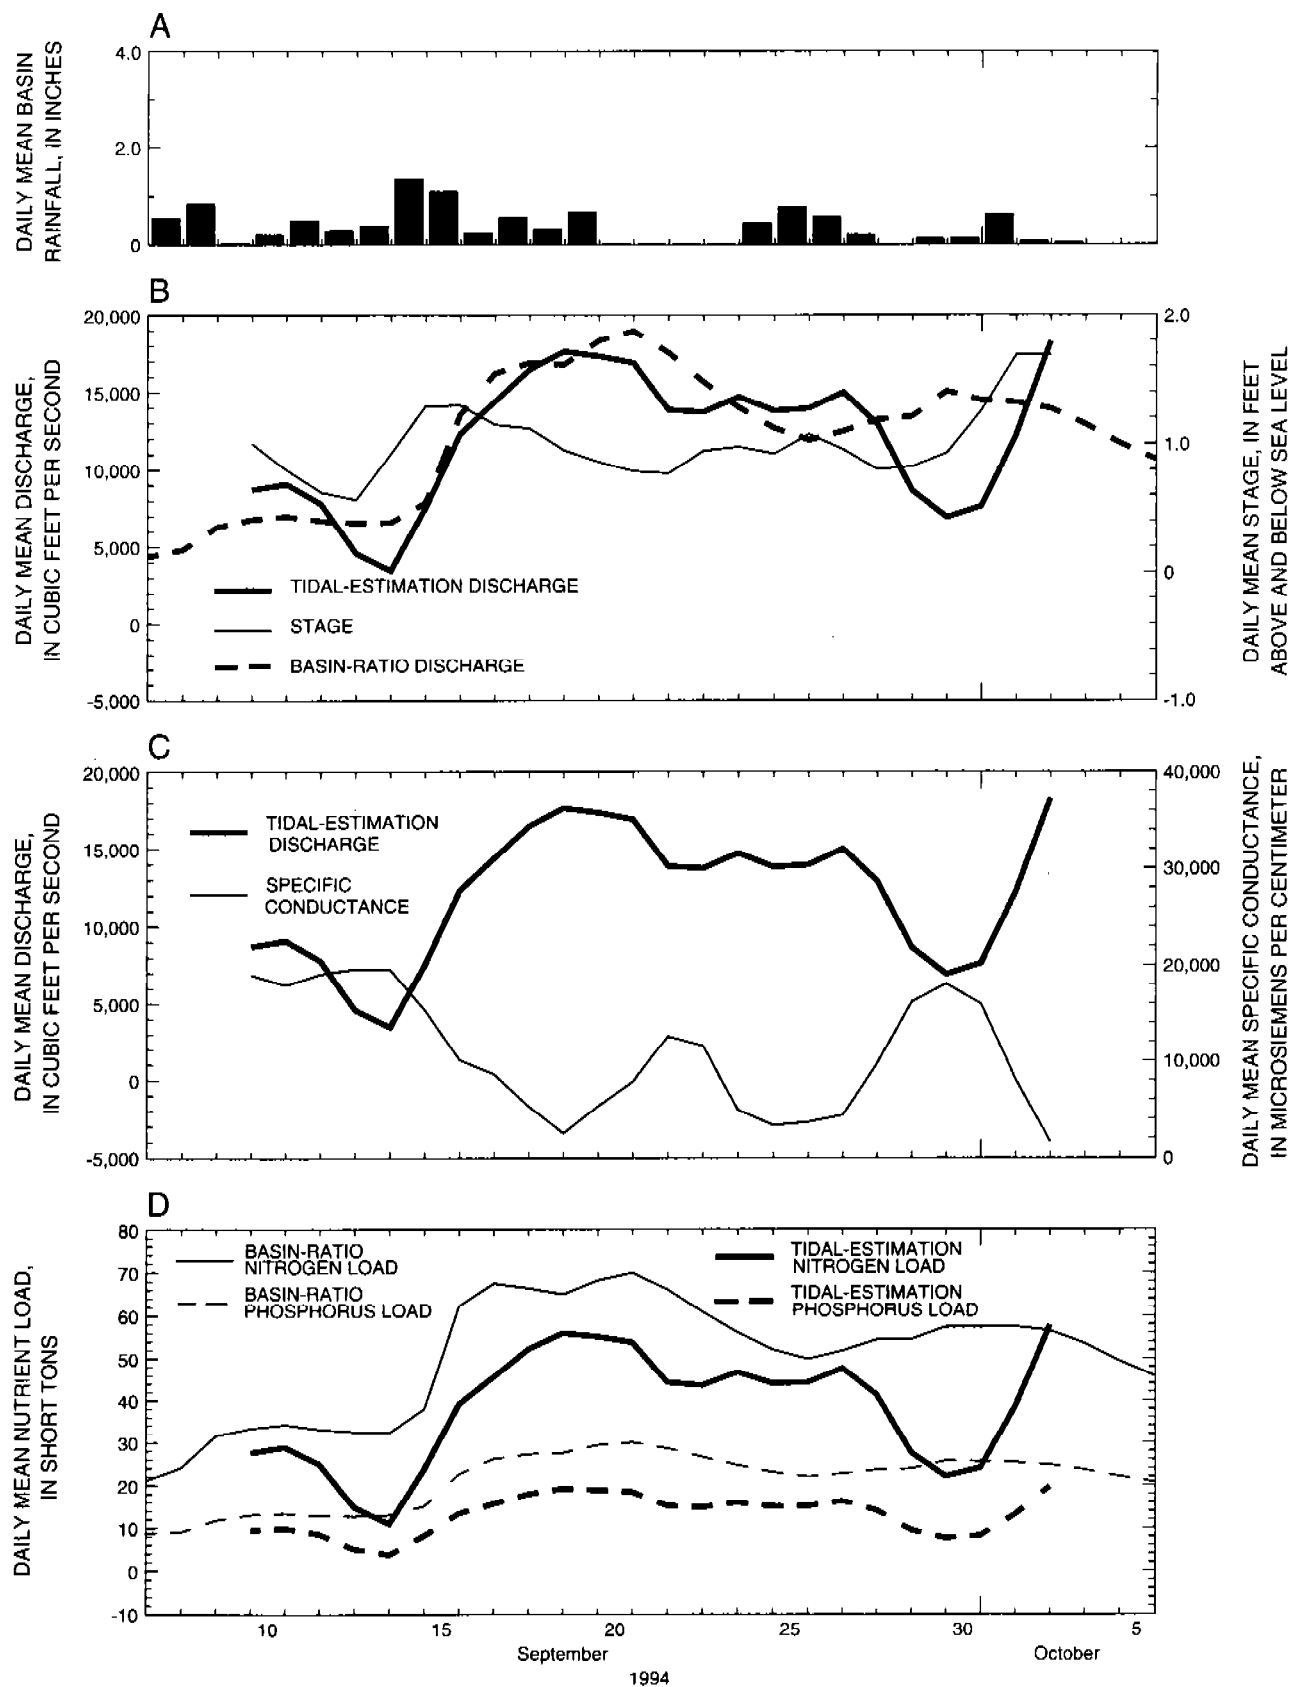 A
DAILY MEAN BASIN
RAINFALL, IN INCHES
4.0
2.0
0
B
DAILY MEAN DISCHARGE,
IN CUBIC FEET PER SECOND
20,000
15,000
10,000
5,000
0
-5,000
TIDAL-ESTIMATION DISCHARGE
STAGE
BASIN-RATIO DISCHARGE
2.0
1.0
0
-1.0
DAILY MEAN STAGE, IN FEET
ABOVE AND BELOW SEA LEVEL
C
DAILY MEAN DISCHARGE,
IN CUBIC FEET PER SECOND
20,000
15,000
10,000
5,000
0
-5,000
TIDAL-ESTIMATION
DISCHARGE
SPECIFIC
CONDUCTANCE
40,000
30,000
20,000
10,000
0
DAILY MEAN SPECIFIC CONDUCTANCE,
IN MICROSIEMENS PER CENTIMETER
D
DAILY MEAN NUTRIENT LOAD,
IN SHORT TONS
80
70
60
50
40
30
20
10
0
-10
BASIN-RATIO
NITROGEN LOAD
BASIN-RATIO
PHOSPHORUS LOAD
TIDAL-ESTIMATION
NITROGEN LOAD
TIDAL-ESTIMATION
PHOSPHORUS LOAD
10 15 20 25 30 5
September October
1994